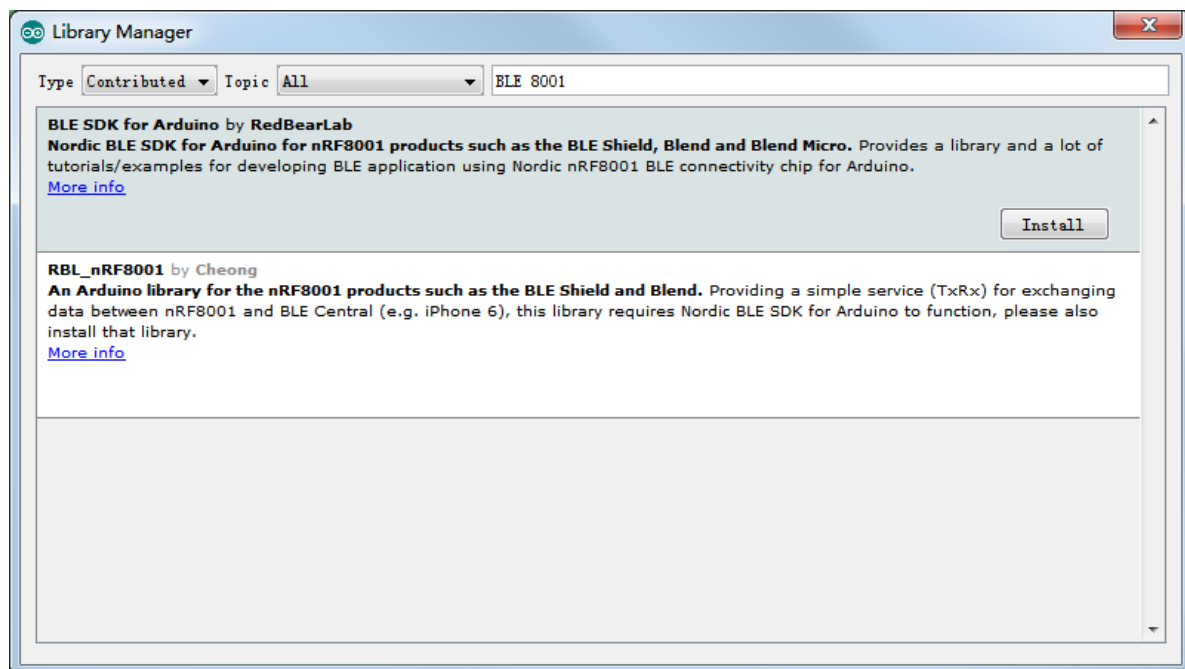 Library Manager
Type Contributed Topic All BLE 8001
BLE SDK for Arduino by RedBearLab
Nordic BLE SDK for Arduino for nRF8001 products such as the BLE Shield, Blend and Blend Micro. Provides a library and a lot of
tutorials/examples for developing BLE application using Nordic nRF8001 BLE connectivity chip for Arduino.
More info
Install
RBL_nRF8001 by Cheong
An Arduino library for the nRF8001 products such as the BLE Shield and Blend. Providing a simple service (TxRx) for exchanging
data between nRF8001 and BLE Central (e.g. iPhone 6), this library requires Nordic BLE SDK for Arduino to function, please also
install that library.
More info